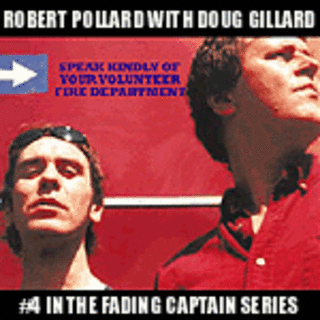 ROBERT POLLARD WITH DOUG GILLARD
SPEAK KINDLY OF
YOUR VOLUNTEER
FIRE DEPARTMENT
#4 IN THE FADING CAPTAIN SERIES